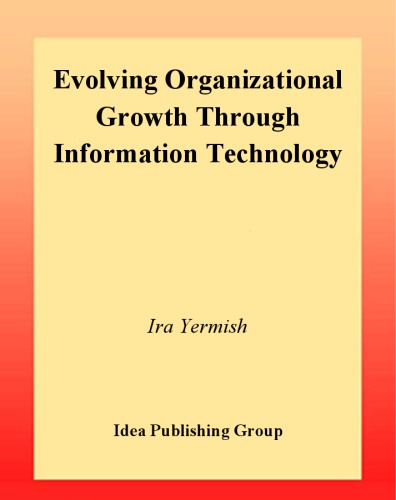 Evolving Organizational
Growth Through
Information Technology
Ira Yermish
Idea Publishing Group